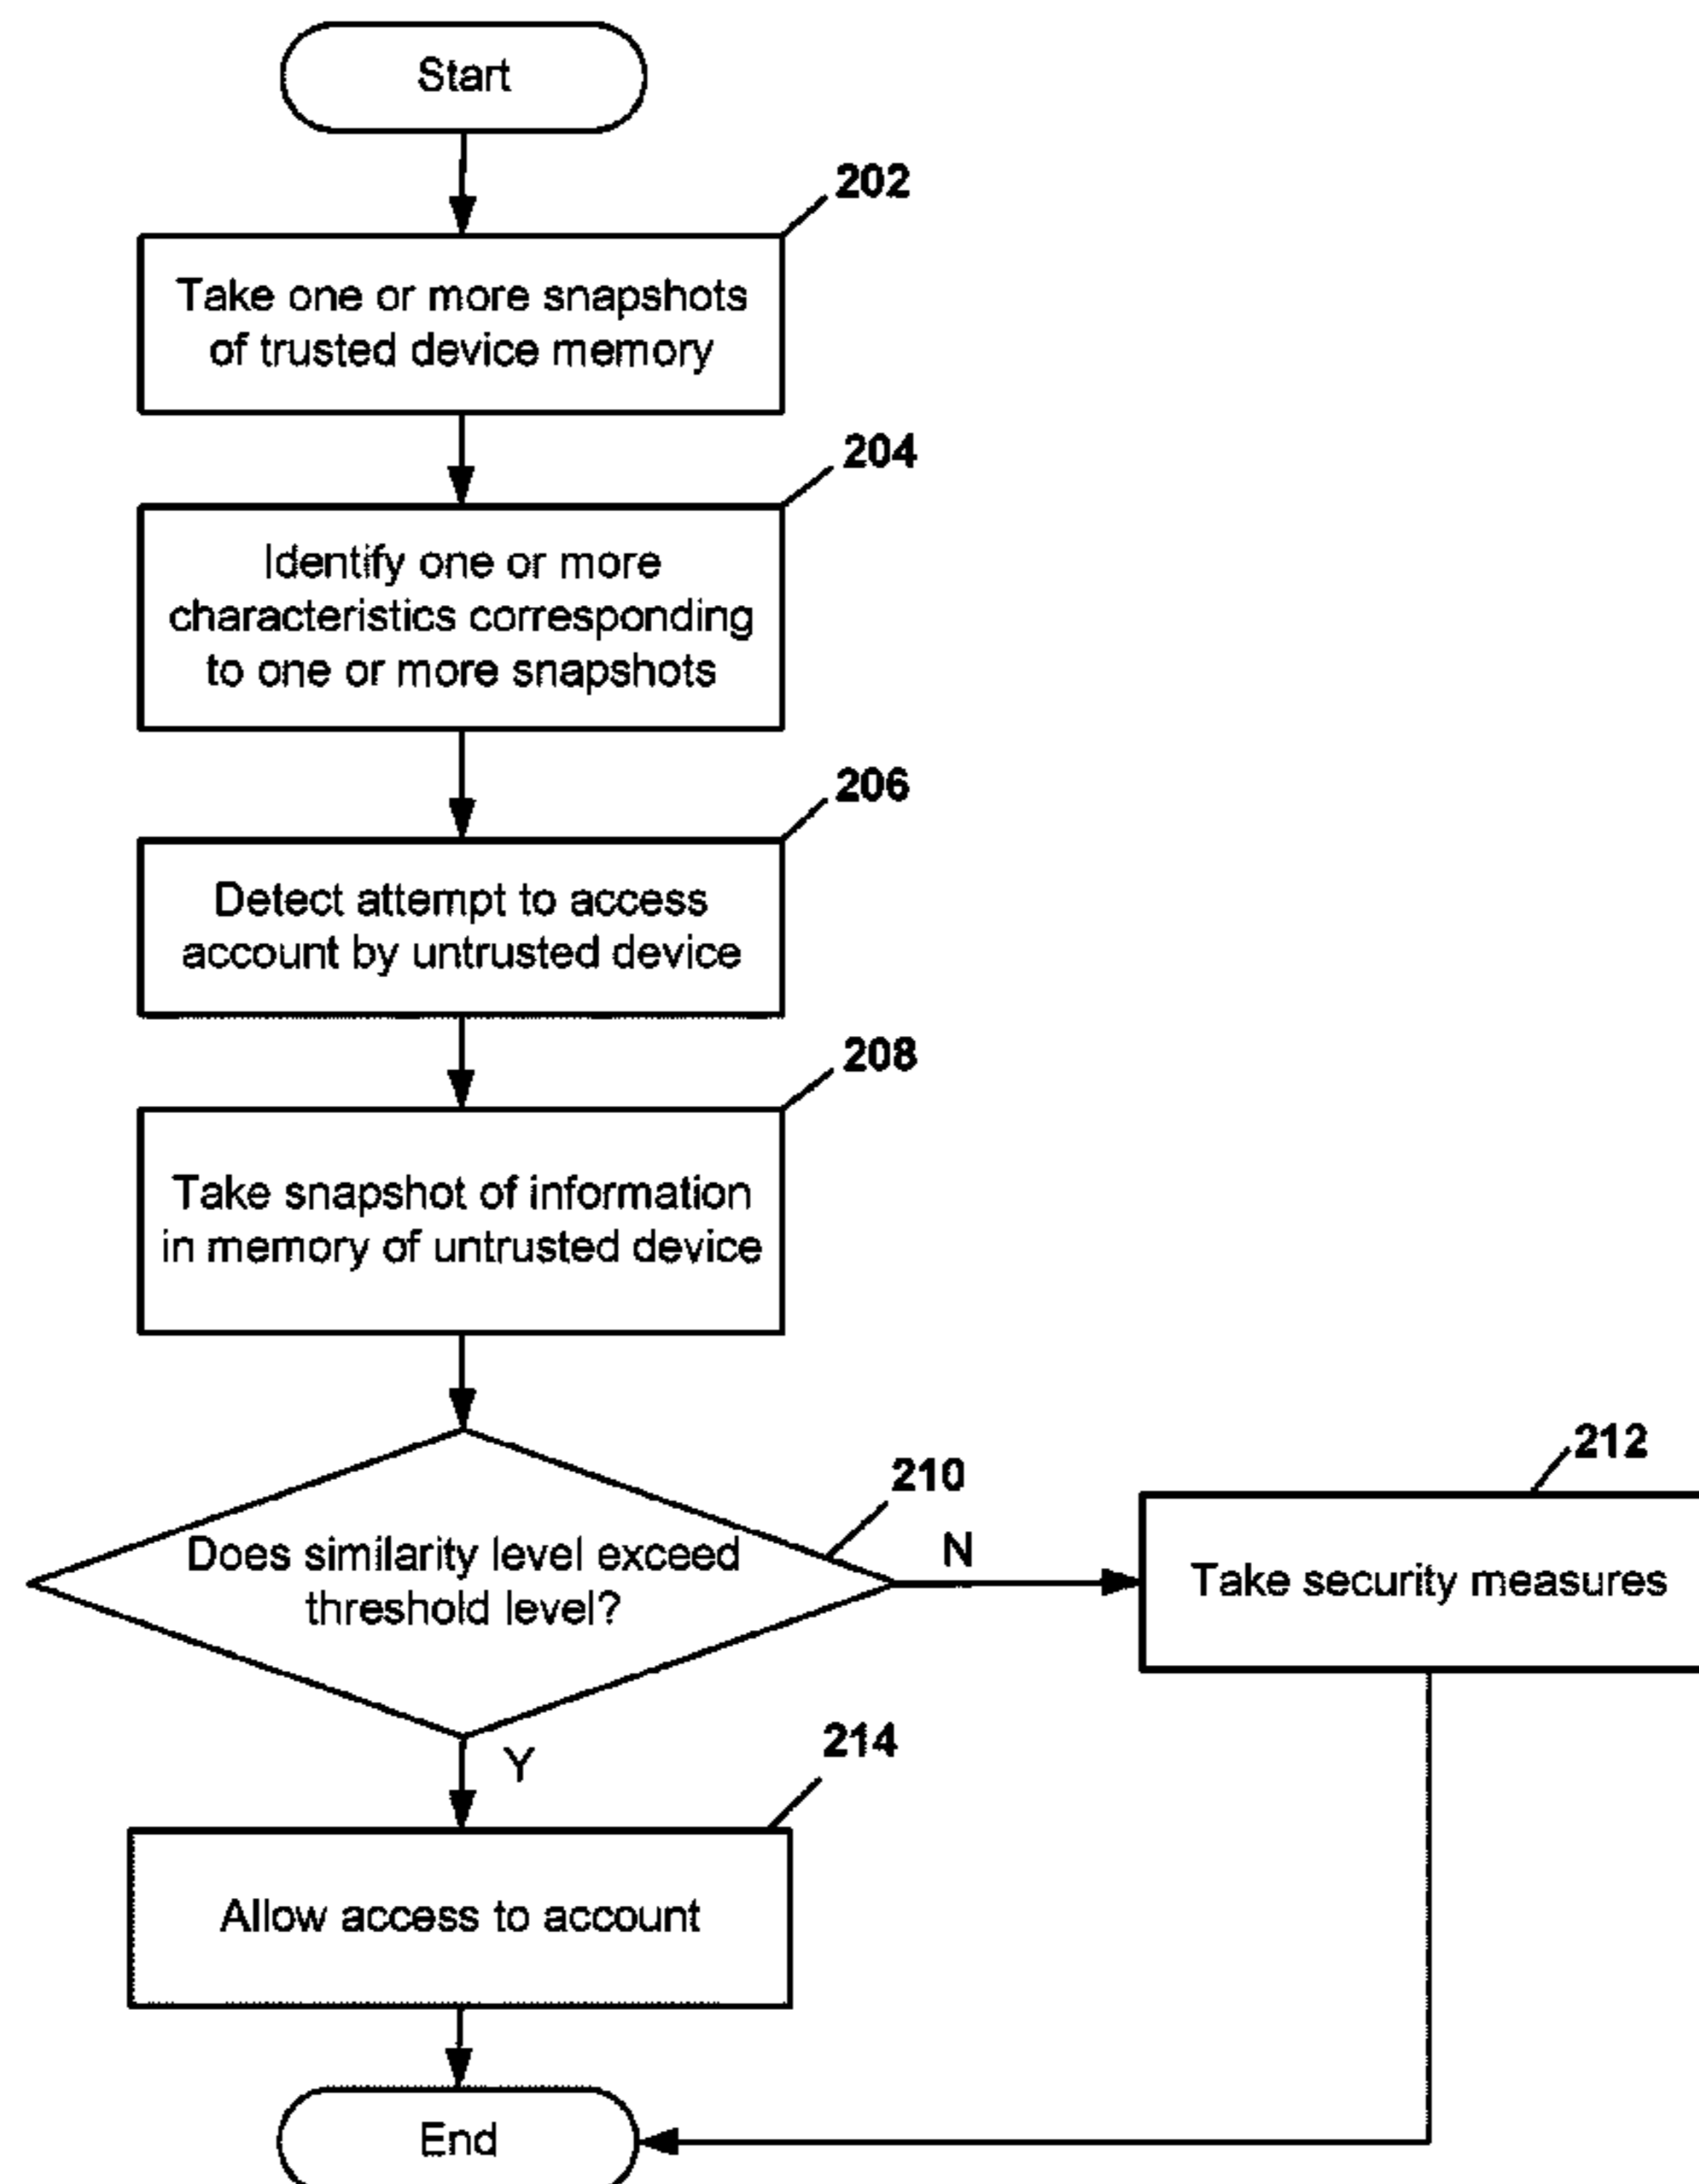 Start
202
Take one or more snapshots
of trusted device memory
204
Identify one or more
characteristics corresponding
to one or more snapshots
206
Detect attempt to access
account by untrusted device
208
Take snapshot of information
in memory of untrusted device
210
Does similarity level exceed
threshold level?
N
212
Take security measures
Y
214
Allow access to account
End